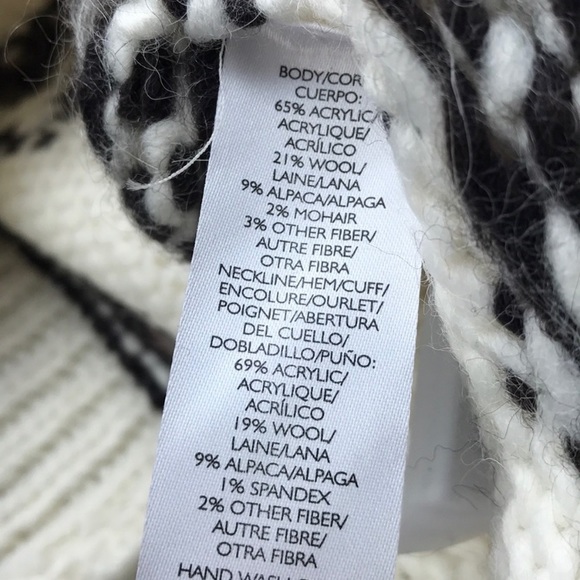 BODY/COR
CUERPO:
65% ACRYLIC/
ACRYLIQUE/
ACRÍLICO
21% WOOL/
LAINE/LANA
9% ALPACA/ALPAGA
2% MOHAIR
3% OTHER FIBER/
AUTRE FIBRE/
OTRA FIBRA
NECKLINE/HEM/CUFF/
ENCOLURE/OURLET/
POIGNET/ABERTURA
DEL CUELLO/
DOBLADILLO/PUÑO:
69% ACRYLIC/
ACRYLIQUE/
ACRÍLICO
19% WOOL/
LAINE/LANA
9% ALPACA/ALPAGA
1% SPANDEX
2% OTHER FIBER/
AUTRE FIBRE/
OTRA FIBRA
HAND WASH